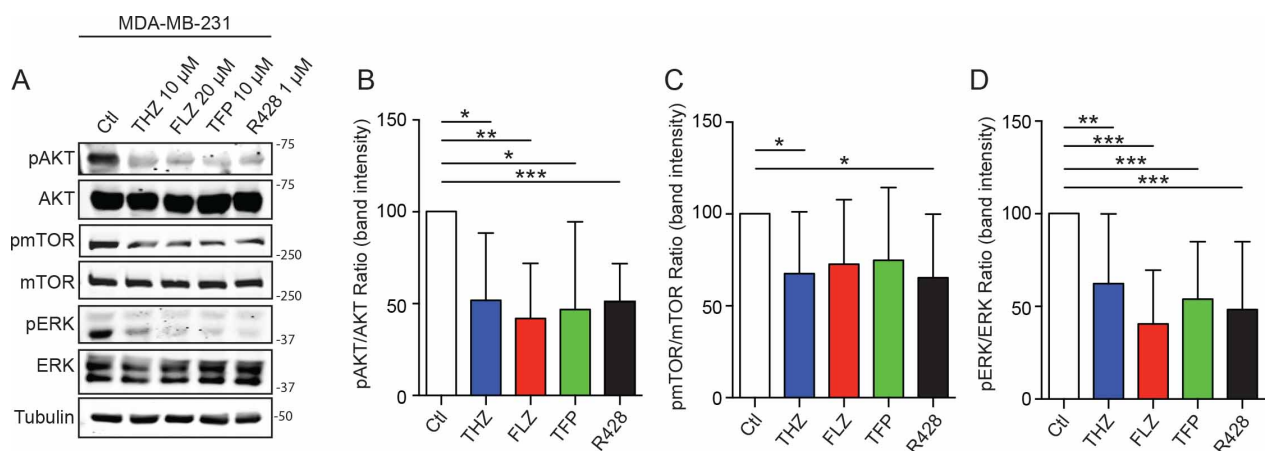 MDA-MB-231
A
Ctl
THZ 10 µM
FLZ 20 µM
TFP 10 µM
R428 1 µM
pAKT
-75
AKT
-75
pmTOR
-250
mTOR
-250
pERK
-37
ERK
-37
Tubulin
-50
B
pAKT/AKT Ratio (band intensity)
150
100
50
0
*
**
*
***
Ctl
THZ
FLZ
TFP
R428
C
pmTOR/mTOR Ratio (band intensity)
150
100
50
0
*
*
Ctl
THZ
FLZ
TFP
R428
D
pERK/ERK Ratio (band intensity)
150
100
50
0
**
***
***
***
Ctl
THZ
FLZ
TFP
R428